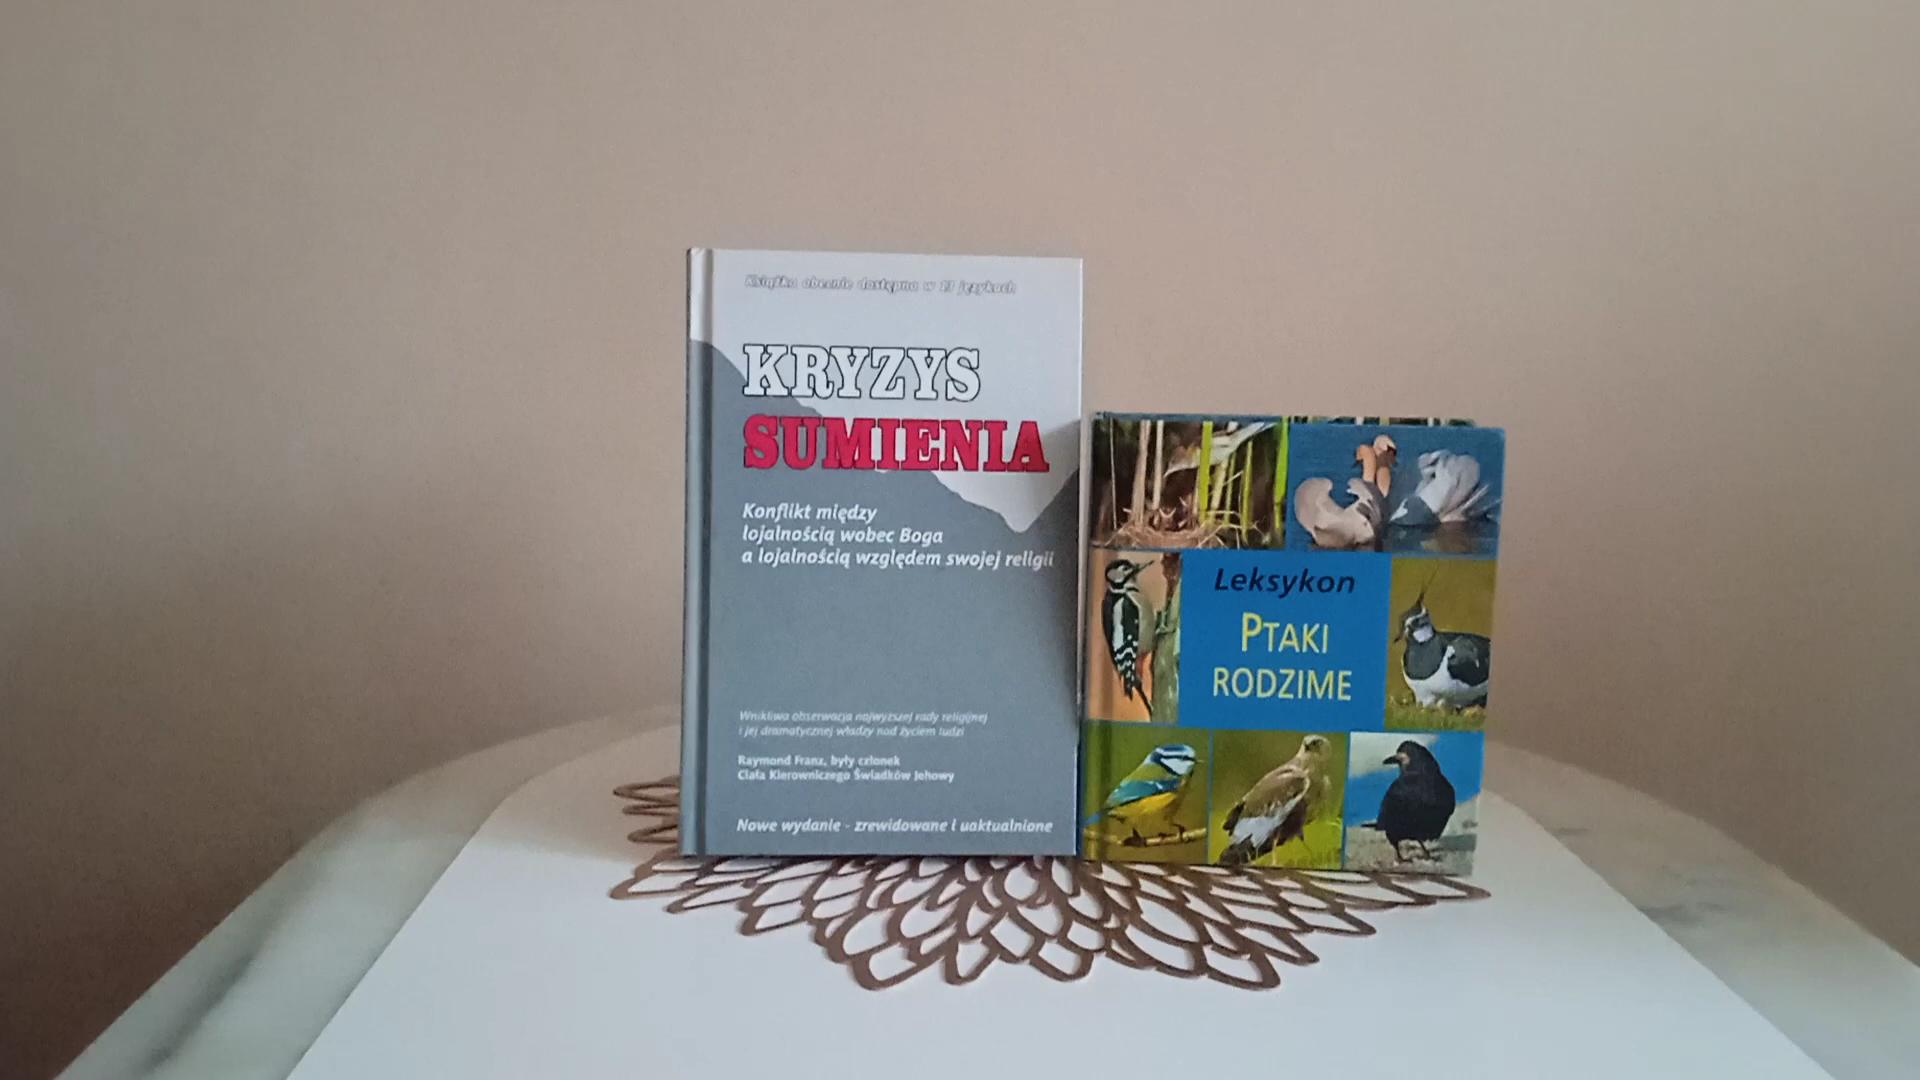 Książka obecnie dostępna w 13 językach
KRYZYS
SUMIENIA
Konflikt między
lojalnością wobec Boga
a lojalnością względem swojej religii
Wnikliwa obserwacja najwyższej rady religijnej
i jej dramatycznej władzy nad życiem ludzi
Raymond Franz, były członek
Ciała Kierowniczego Świadków Jehowy
Nowe wydanie - zrewidowane i uaktualnione
Leksykon
PTAKI
RODZIME